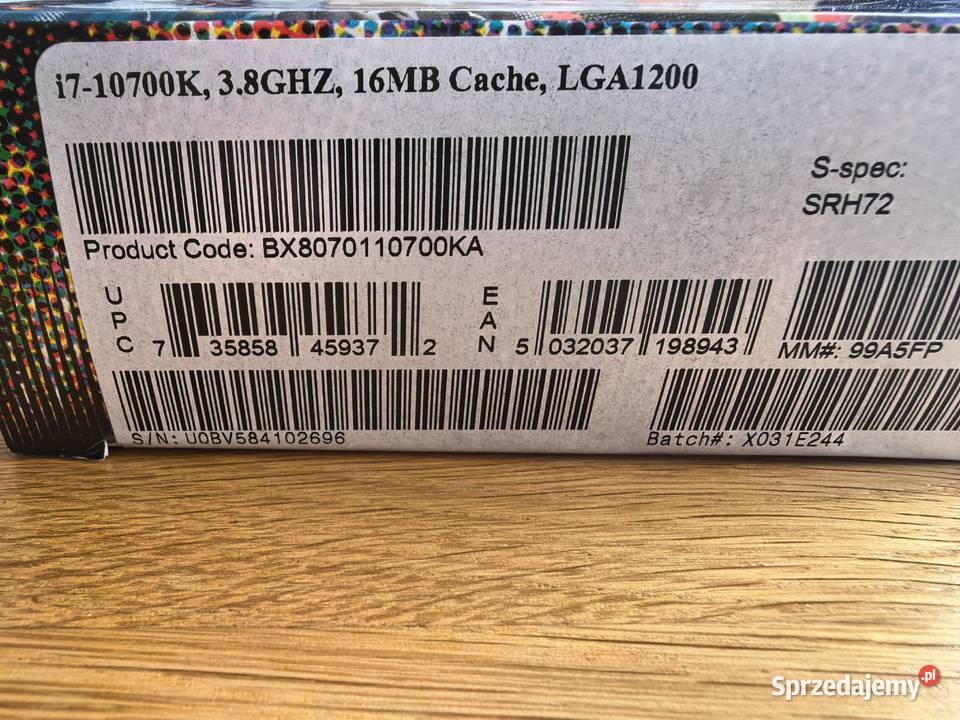 i7-10700K, 3.8GHZ, 16MB Cache, LGA1200
S-spec:
SRH72
Product Code: BX8070110700KA
UPC 7 35858 45937 2
EAN 5 032037 198943
MM#: 99A5FP
S/N: U0BV584102696
Batch#: X031E244
Sprzedajemy.pl